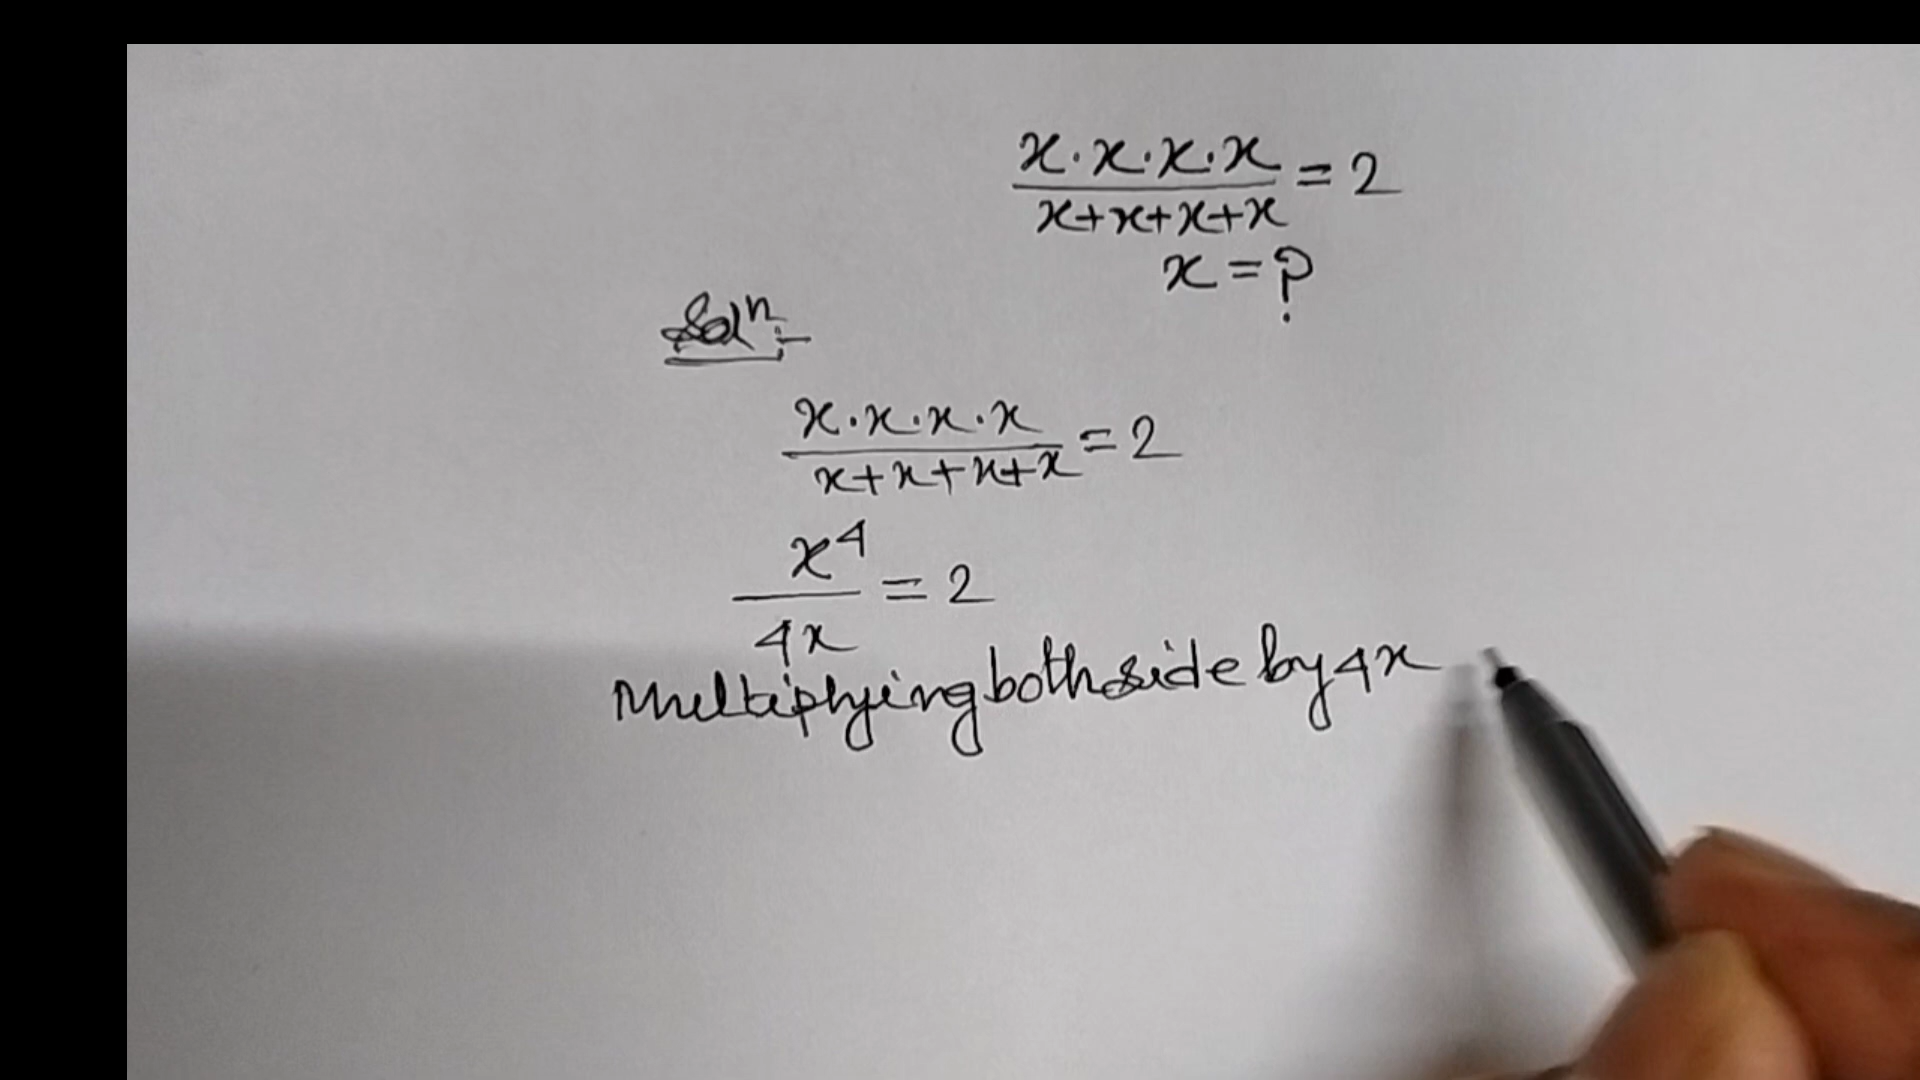 x·x·x·x
x+x+x+x = 2
x = ?
Solⁿ:-
x·x·x·x
x+x+x+x = 2
x⁴
4x = 2
Multiplying both side by 4x